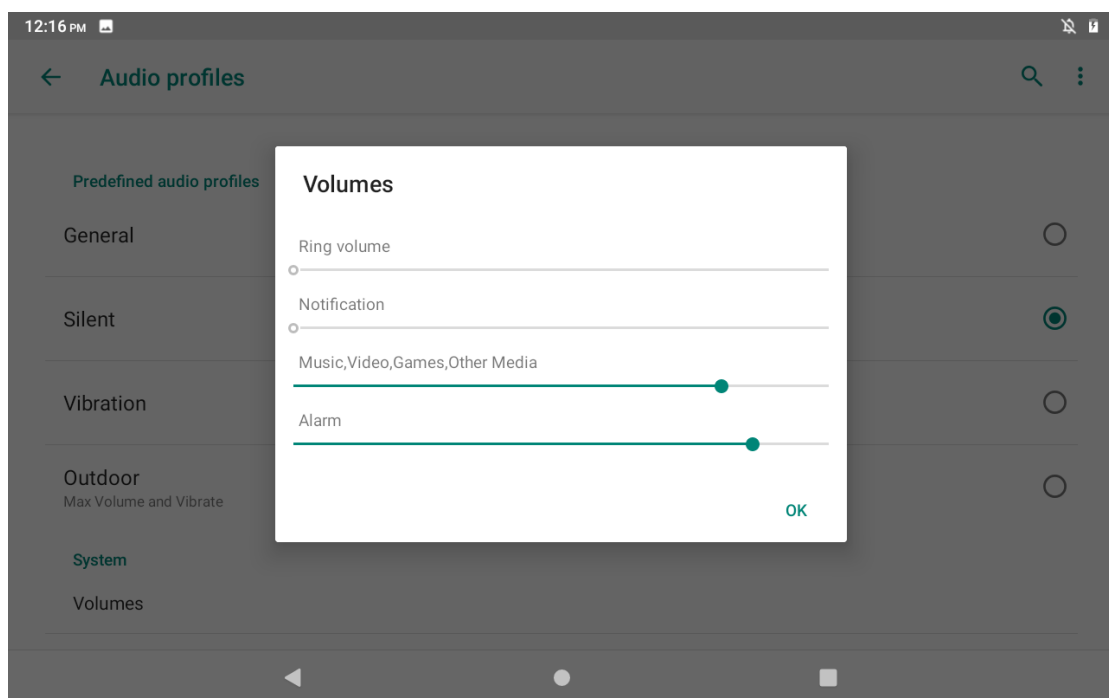 12:16 PM
Audio profiles
Predefined audio profiles
General
Silent
Vibration
Outdoor
Max Volume and Vibrate
System
Volumes
Volumes
Ring volume
Notification
Music,Video,Games,Other Media
Alarm
OK